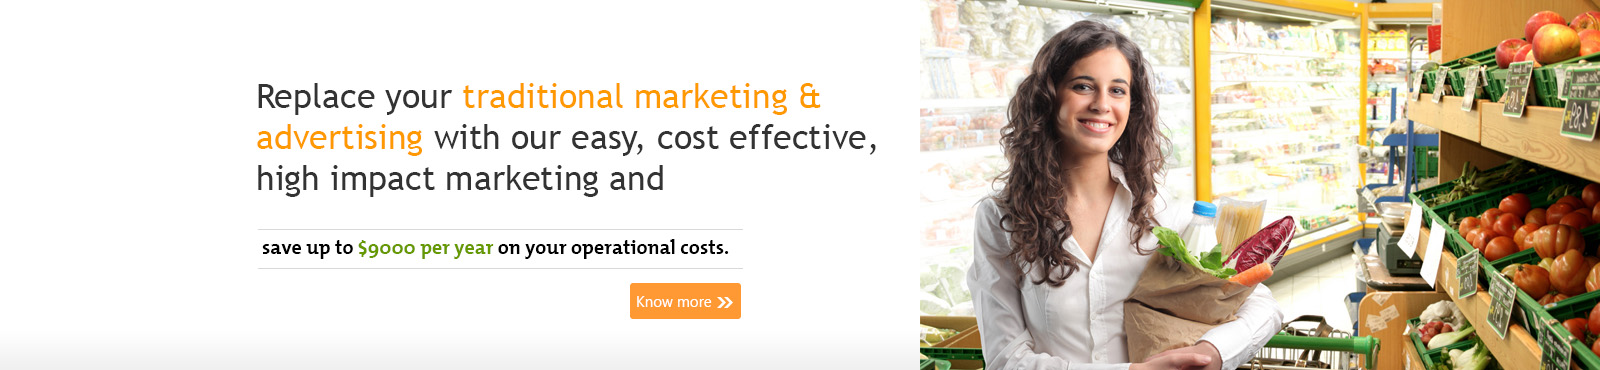 Replace your traditional marketing &
advertising with our easy, cost effective,
high impact marketing and
save up to $9000 per year on your operational costs.
Know more »